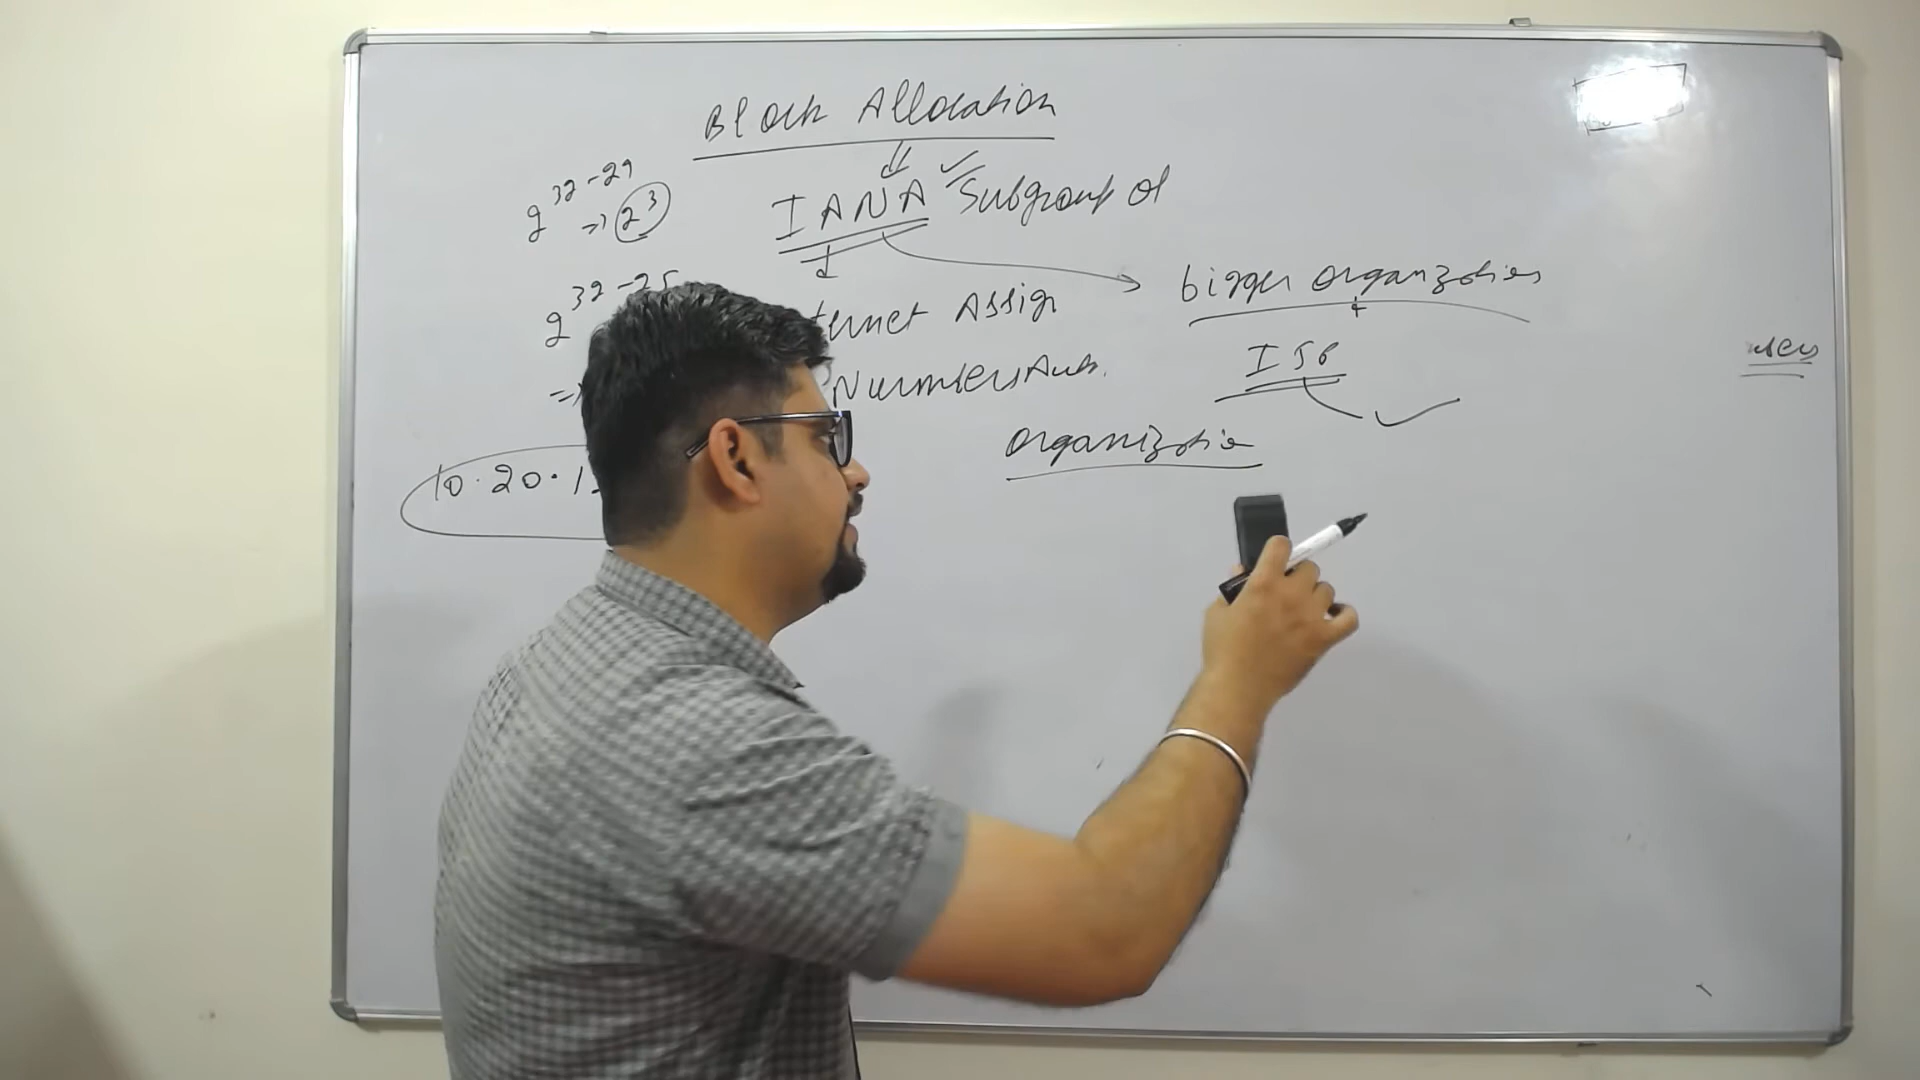 Block Allocation
2^32-29
=> 2^3
IANA Subgroup of
bigger organizations
2^32-25
ternet Assign
Numbers Auth.
ISP
users
organization
10.20.1